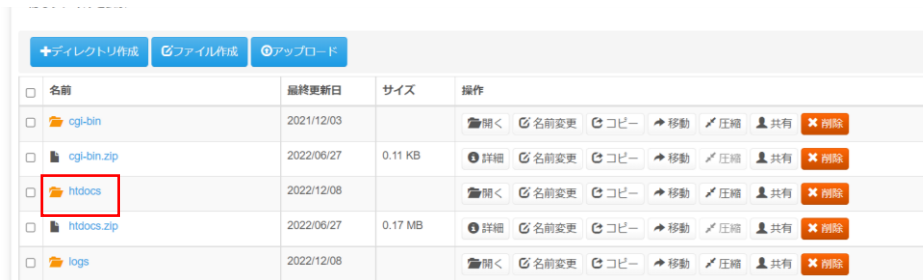 ディレクトリ作成 ファイル作成 アップロード
名前 最終更新日 サイズ 操作
cgi-bin 2021/12/03 開く 名前変更 コピー 移動 圧縮 共有 削除
cgi-bin.zip 2022/06/27 0.11 KB 詳細 名前変更 コピー 移動 圧縮 共有 削除
htdocs 2022/12/08 開く 名前変更 コピー 移動 圧縮 共有 削除
htdocs.zip 2022/06/27 0.17 MB 詳細 名前変更 コピー 移動 圧縮 共有 削除
logs 2022/12/08 開く 名前変更 コピー 移動 圧縮 共有 削除